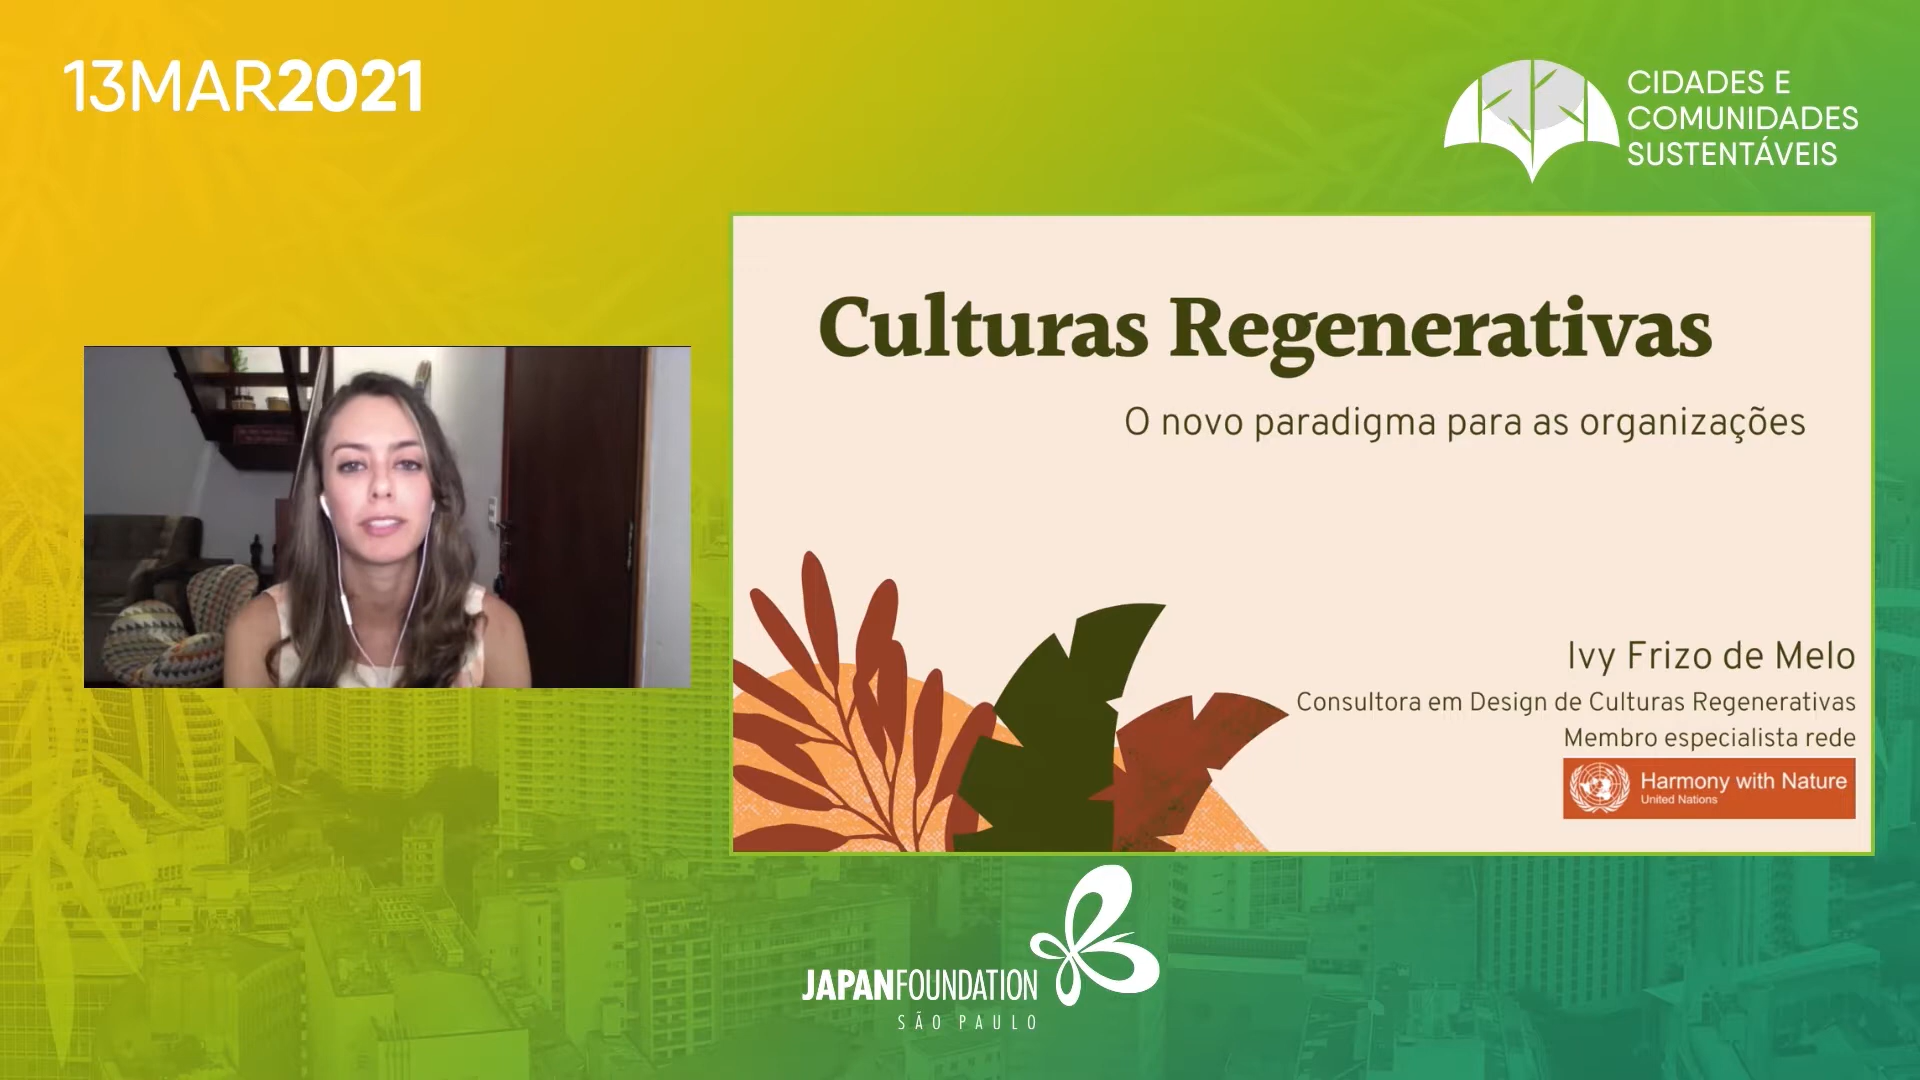 13MAR2021
CIDADES E
COMUNIDADES
SUSTENTÁVEIS
Culturas Regenerativas
O novo paradigma para as organizações
Ivy Frizo de Melo
Consultora em Design de Culturas Regenerativas
Membro especialista rede
Harmony with Nature
United Nations
JAPANFOUNDATION
SÃO PAULO